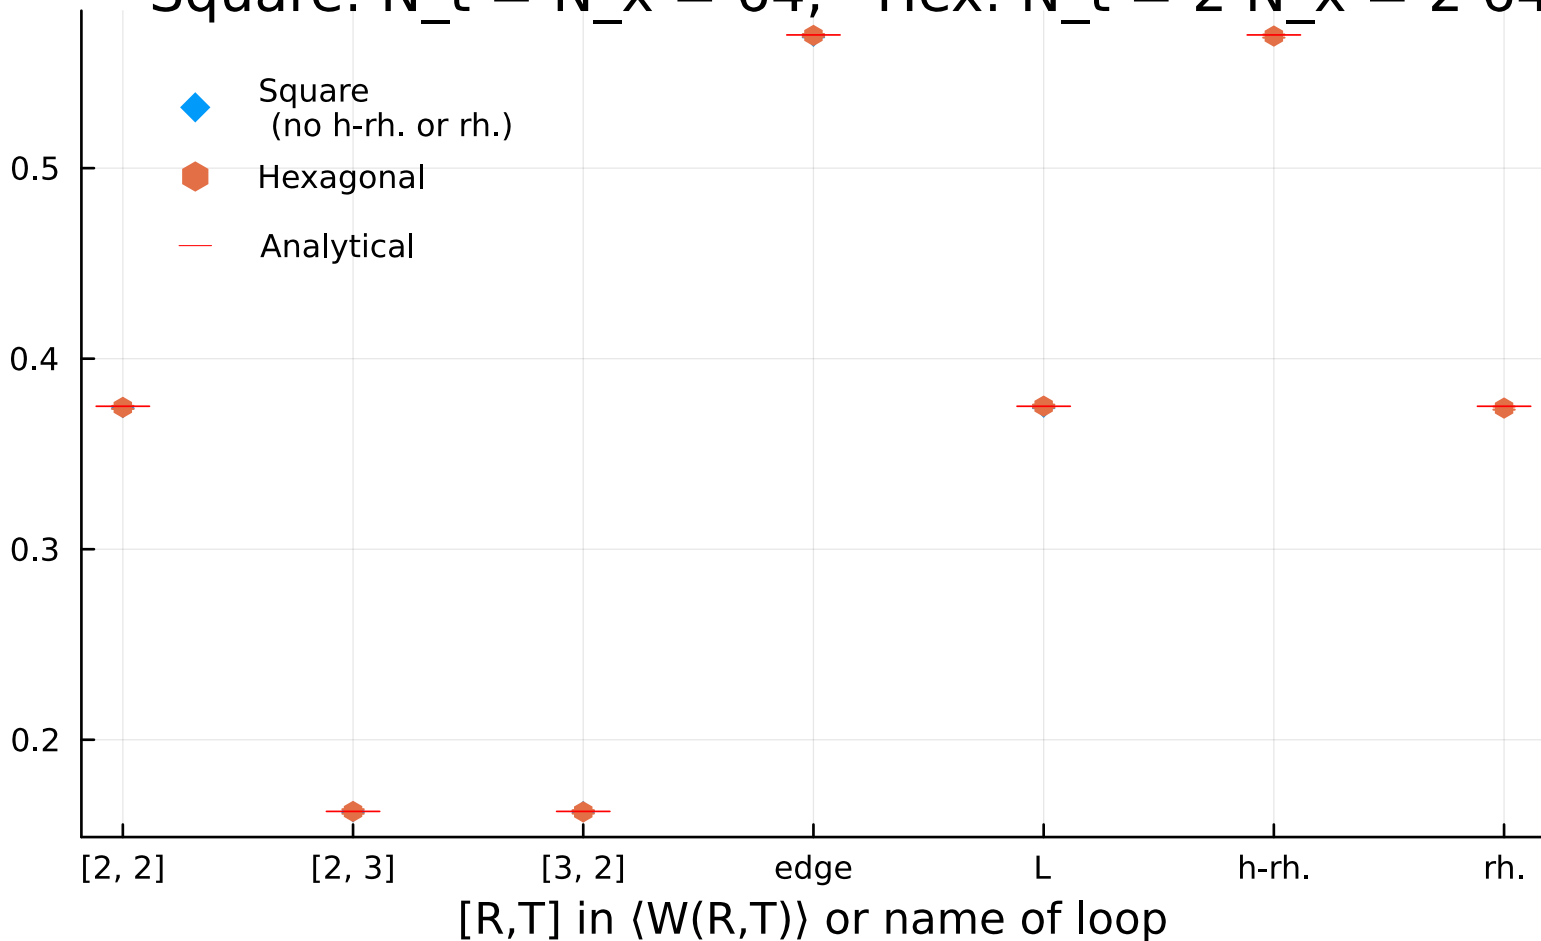 Square: N_t = N_x = 64, Hex: N_t = 2 N_x = 2 64
Square
(no h-rh. or rh.)
Hexagonal
Analytical
0.5
0.4
0.3
0.2
[2, 2] [2, 3] [3, 2] edge L h-rh. rh.
[R,T] in ⟨W(R,T)⟩ or name of loop